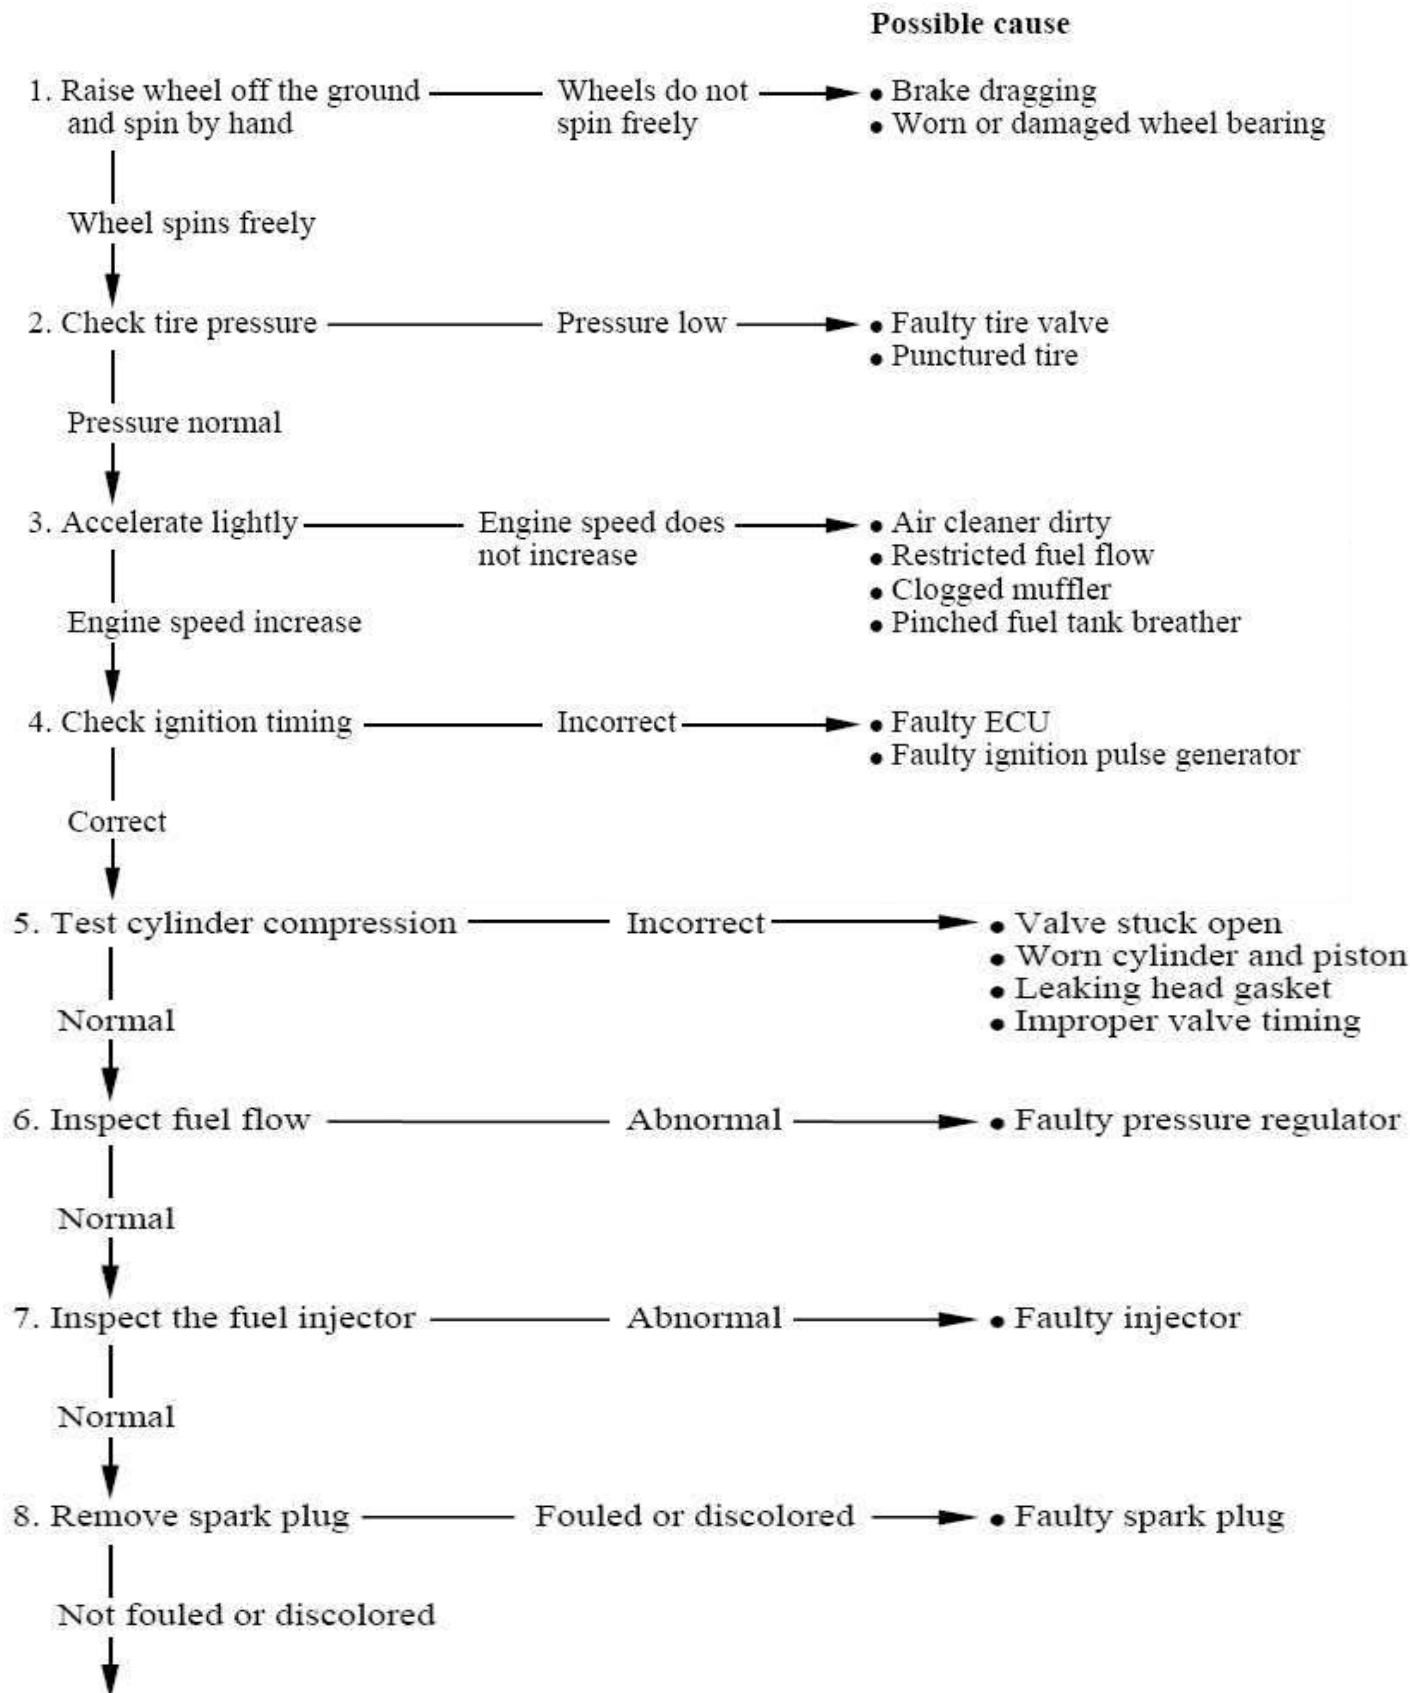 Possible cause
1. Raise wheel off the ground
and spin by hand
Wheels do not
spin freely
• Brake dragging
• Worn or damaged wheel bearing
Wheel spins freely
2. Check tire pressure
Pressure low
• Faulty tire valve
• Punctured tire
Pressure normal
3. Accelerate lightly
Engine speed does
not increase
• Air cleaner dirty
• Restricted fuel flow
• Clogged muffler
• Pinched fuel tank breather
Engine speed increase
4. Check ignition timing
Incorrect
• Faulty ECU
• Faulty ignition pulse generator
Correct
5. Test cylinder compression
Incorrect
• Valve stuck open
• Worn cylinder and piston
• Leaking head gasket
• Improper valve timing
Normal
6. Inspect fuel flow
Abnormal
• Faulty pressure regulator
Normal
7. Inspect the fuel injector
Abnormal
• Faulty injector
Normal
8. Remove spark plug
Fouled or discolored
• Faulty spark plug
Not fouled or discolored